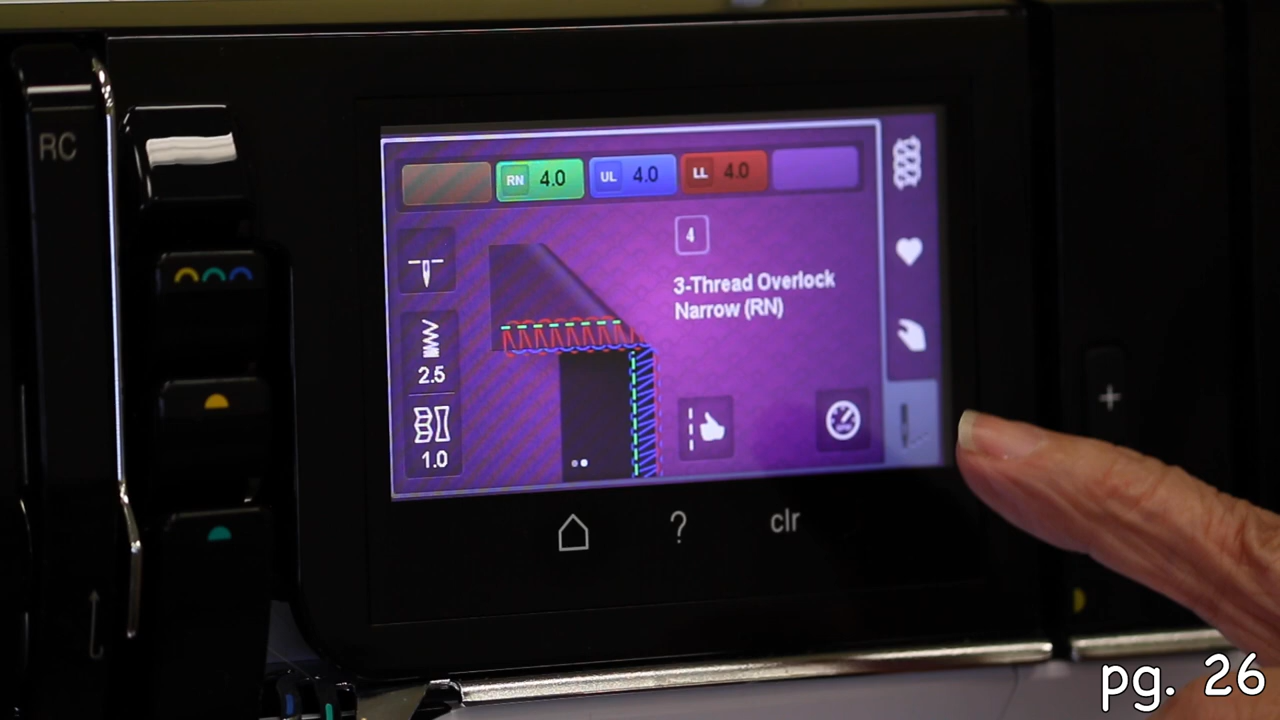 RC
RN 4.0 UL 4.0 LL 4.0
4
3-Thread Overlock
Narrow (RN)
2.5
1.0
? clr
+
pg. 26